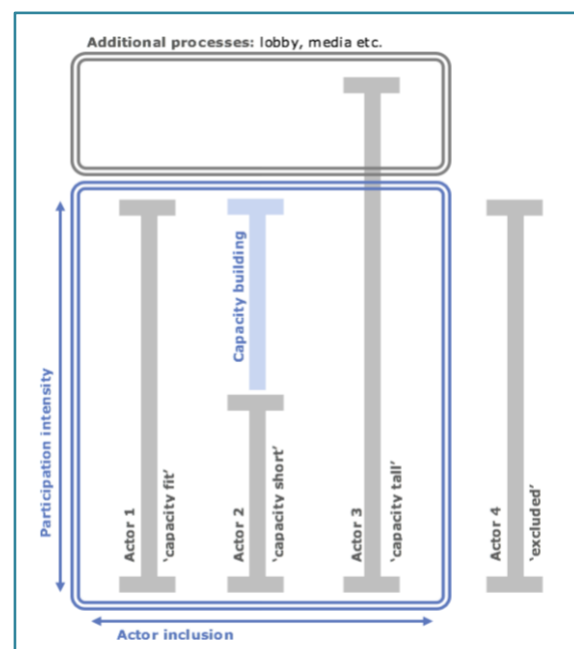 Additional processes: lobby, media etc.
Participation intensity
Capacity building
Actor 1
‘capacity fit’
Actor 2
‘capacity short’
Actor 3
‘capacity tall’
Actor 4
‘excluded’
Actor inclusion